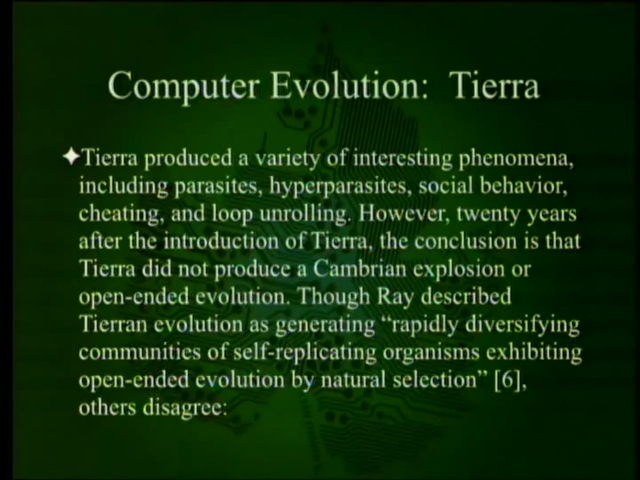 Computer Evolution: Tierra
✦Tierra produced a variety of interesting phenomena,
including parasites, hyperparasites, social behavior,
cheating, and loop unrolling. However, twenty years
after the introduction of Tierra, the conclusion is that
Tierra did not produce a Cambrian explosion or
open-ended evolution. Though Ray described
Tierran evolution as generating “rapidly diversifying
communities of self-replicating organisms exhibiting
open-ended evolution by natural selection” [6],
others disagree: